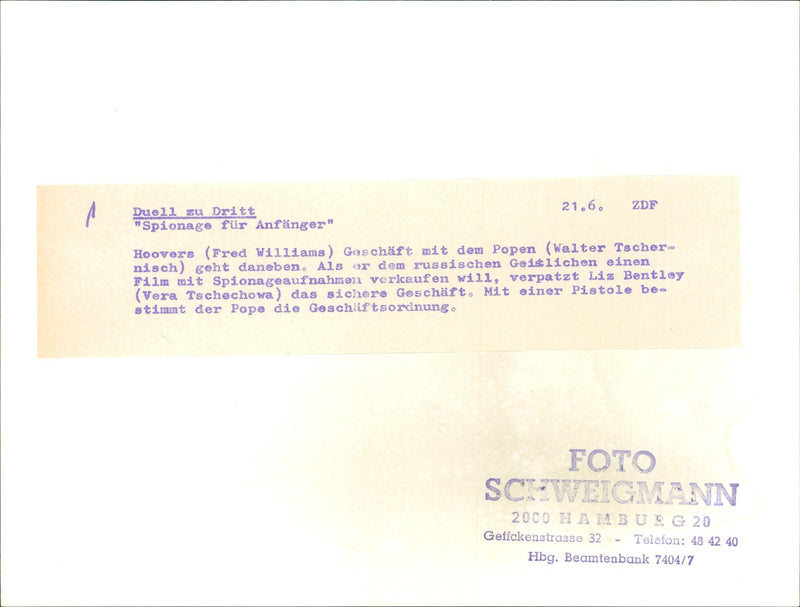 Duell zu Dritt 21.6. ZDF
"Spionage für Anfänger"
Hoovers (Fred Williams) Geschäft mit dem Popen (Walter Tscher-
nisch) geht daneben. Als er dem russischen Geistlichen einen
Film mit Spionageaufnahmen verkaufen will, verpatzt Liz Bentley
(Vera Tschechowa) das sichere Geschäft. Mit einer Pistole be-
stimmt der Pope die Geschäftsordnung.
FOTO
SCHWEIGMANN
2000 HAMBURG 20
Geffckenstrasse 32 - Telefon: 48 42 40
Hbg. Beamtenbank 7404/7